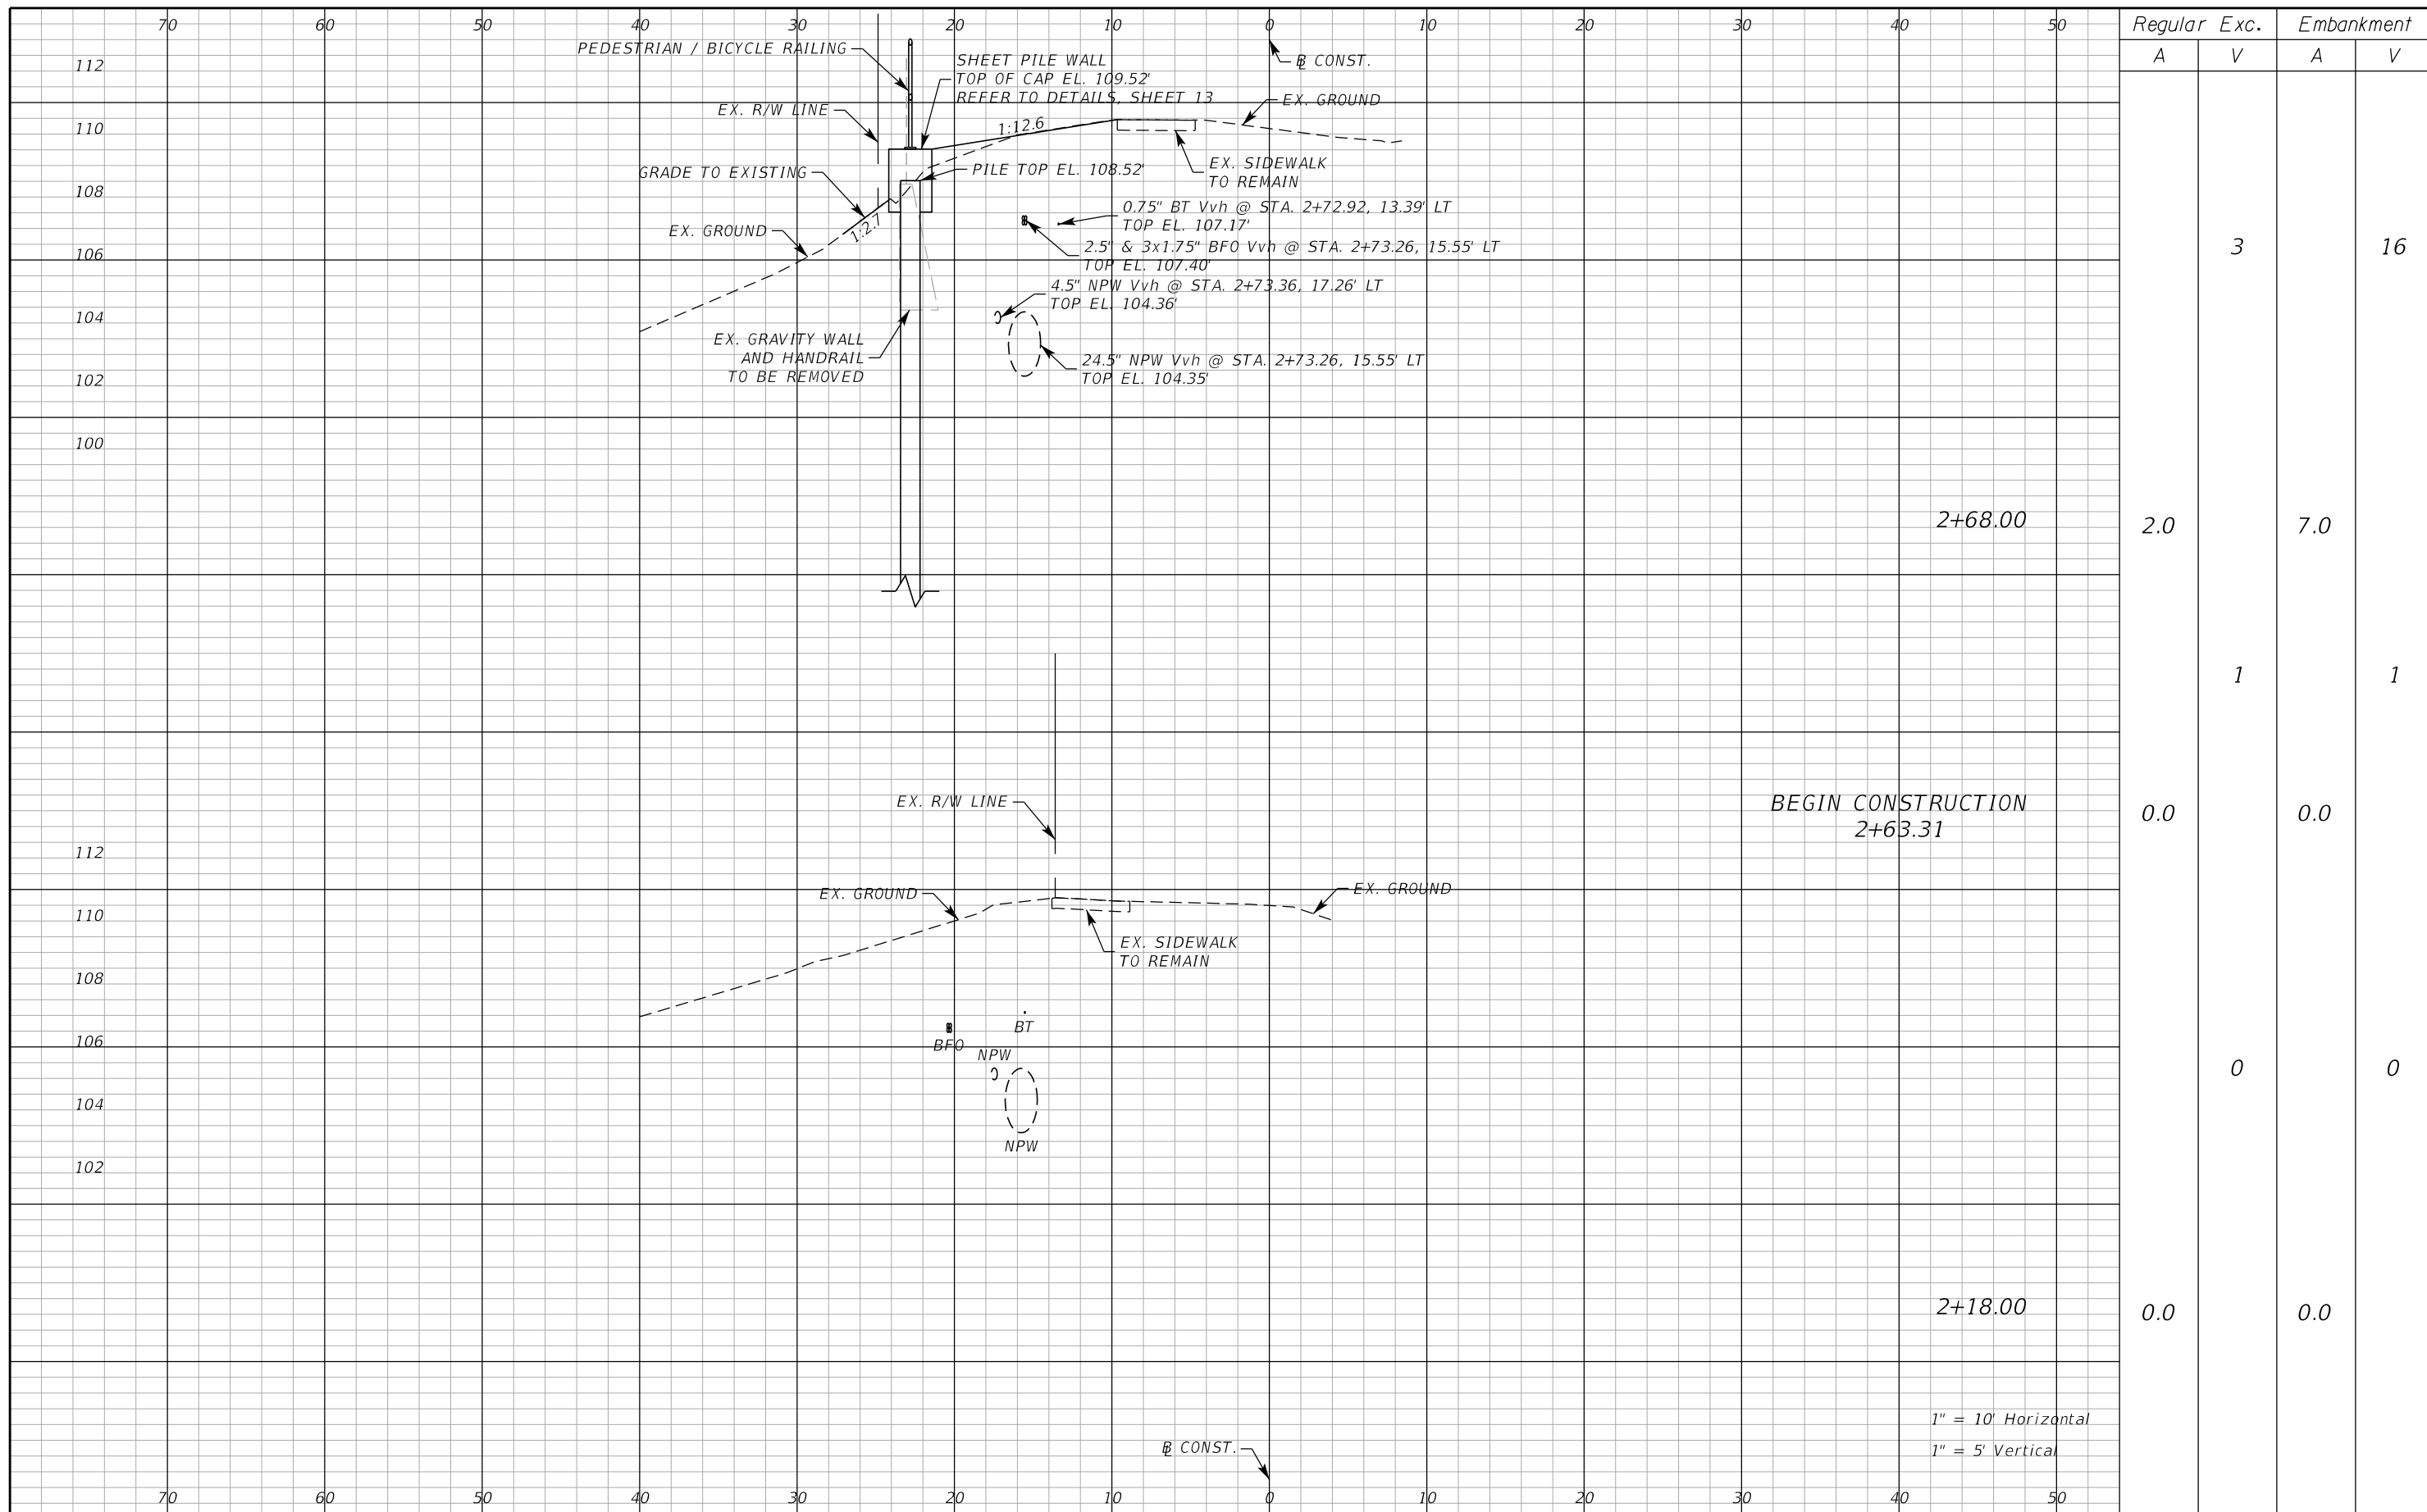 70 60 50 40 30 20 10 0 10 20 30 40 50
Regular Exc. Embankment
A V A V
PEDESTRIAN / BICYCLE RAILING
SHEET PILE WALL
TOP OF CAP EL. 109.52'
REFER TO DETAILS, SHEET 13
BL CONST.
112
EX. R/W LINE
EX. GROUND
1:12.6
110
GRADE TO EXISTING
PILE TOP EL. 108.52'
EX. SIDEWALK
TO REMAIN
108
0.75" BT Vvh @ STA. 2+72.92, 13.39' LT
TOP EL. 107.17'
EX. GROUND
1:2.7
2.5" & 3x1.75" BFO Vvh @ STA. 2+73.26, 15.55' LT
TOP EL. 107.40'
106
3 16
4.5" NPW Vvh @ STA. 2+73.36, 17.26' LT
TOP EL. 104.36'
104
EX. GRAVITY WALL
AND HANDRAIL
TO BE REMOVED
24.5" NPW Vvh @ STA. 2+73.26, 15.55' LT
TOP EL. 104.35'
102
100
2+68.00 2.0 7.0
1 1
EX. R/W LINE
BEGIN CONSTRUCTION
2+63.31
0.0 0.0
112
EX. GROUND
EX. GROUND
110
EX. SIDEWALK
TO REMAIN
108
BT
106
BFO
NPW
0 0
104
NPW
102
2+18.00 0.0 0.0
1" = 10' Horizontal
1" = 5' Vertical
BL CONST.
70 60 50 40 30 20 10 0 10 20 30 40 50